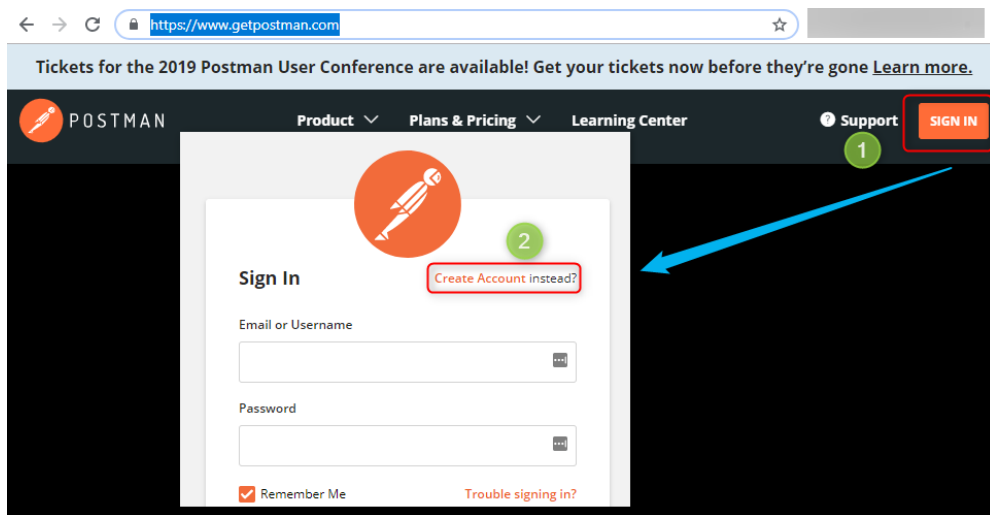 https://www.getpostman.com
Tickets for the 2019 Postman User Conference are available! Get your tickets now before they're gone Learn more.
POSTMAN Product Plans & Pricing Learning Center ? Support SIGN IN
1
2
Sign In Create Account instead?
Email or Username
Password
Remember Me Trouble signing in?